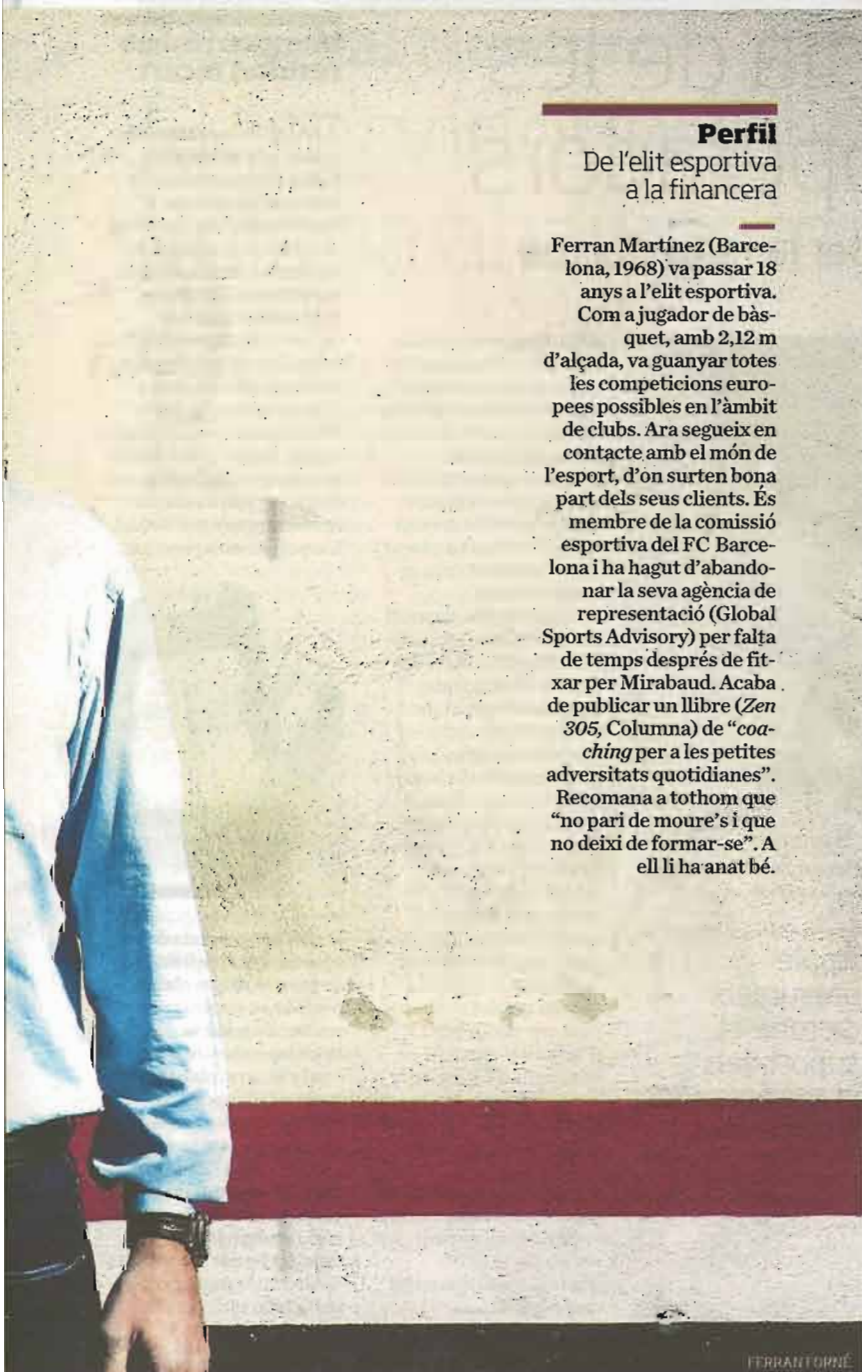 Perfil
De l'elit esportiva
a la financera
Ferran Martínez (Barce-
lona, 1968) va passar 18
anys a l'elit esportiva.
Com a jugador de bàs-
quet, amb 2,12 m
d'alçada, va guanyar totes
les competicions euro-
pees possibles en l'àmbit
de clubs. Ara segueix en
contacte amb el món de
l'esport, d'on surten bona
part dels seus clients. És
membre de la comissió
esportiva del FC Barce-
lona i ha hagut d'abando-
nar la seva agència de
representació (Global
Sports Advisory) per falta
de temps després de fit-
xar per Mirabaud. Acaba
de publicar un llibre (Zen
305, Columna) de “coa-
ching per a les petites
adversitats quotidianes”.
Recomana a tothom que
“no pari de moure's i que
no deixi de formar-se”. A
ell li ha anat bé.
FERRAN TORNÉ